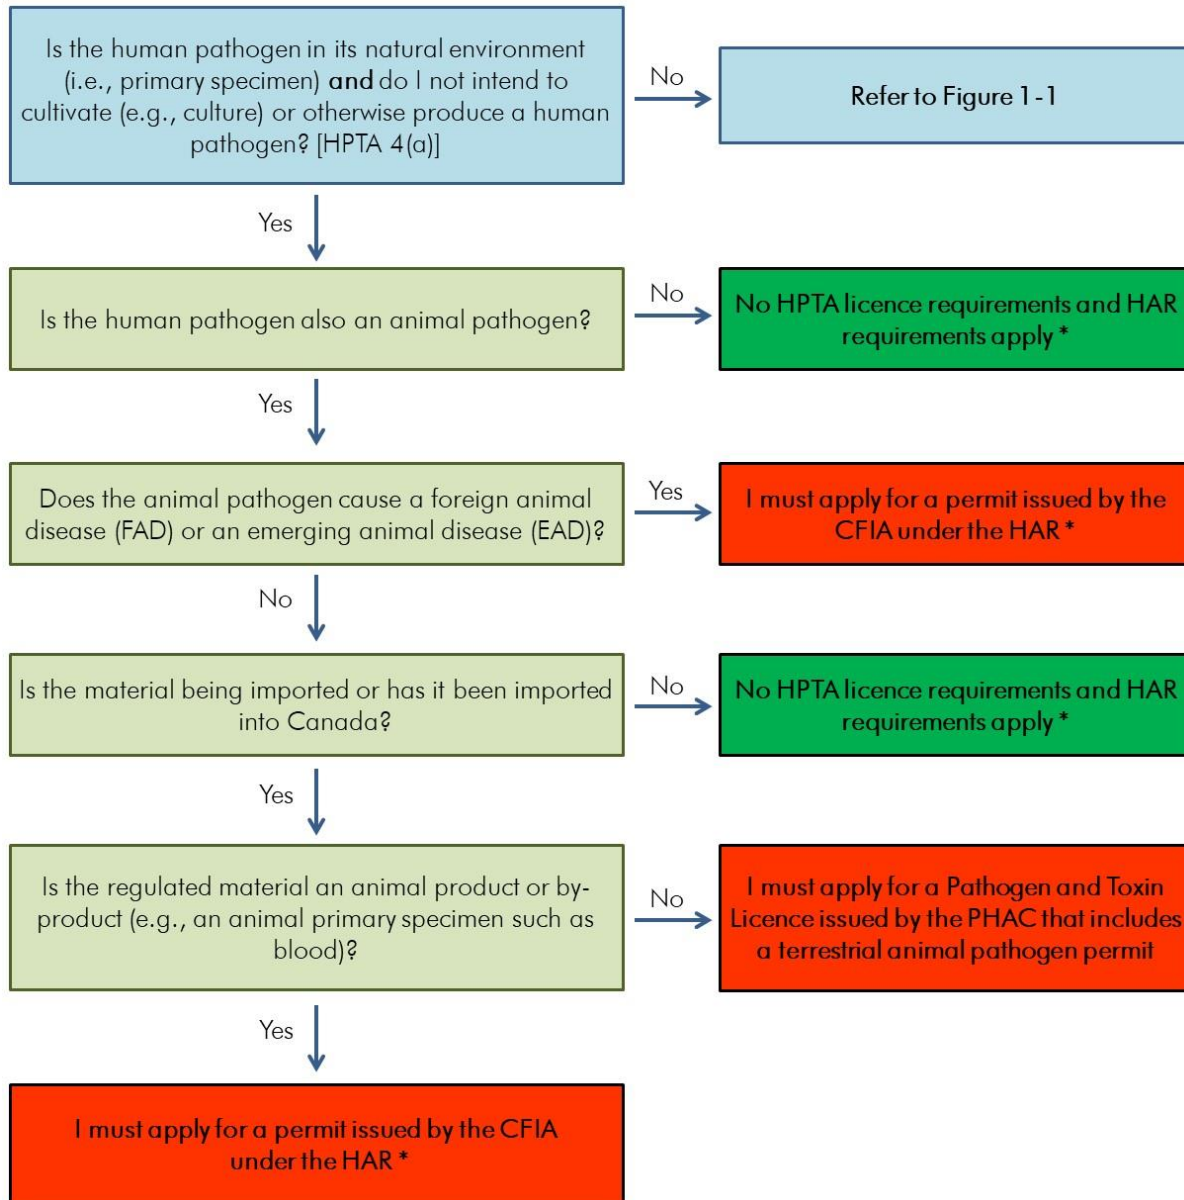 Is the human pathogen in its natural environment
(i.e., primary specimen) and do I not intend to
cultivate (e.g., culture) or otherwise produce a human
pathogen? [HPTA 4(a)]
No
Refer to Figure 1-1
Yes
Is the human pathogen also an animal pathogen?
No
No HPTA licence requirements and HAR
requirements apply *
Yes
Does the animal pathogen cause a foreign animal
disease (FAD) or an emerging animal disease (EAD)?
Yes
I must apply for a permit issued by the
CFIA under the HAR *
No
Is the material being imported or has it been imported
into Canada?
No
No HPTA licence requirements and HAR
requirements apply *
Yes
Is the regulated material an animal product or by-
product (e.g., an animal primary specimen such as
blood)?
No
I must apply for a Pathogen and Toxin
Licence issued by the PHAC that includes
a terrestrial animal pathogen permit
Yes
I must apply for a permit issued by the CFIA
under the HAR *